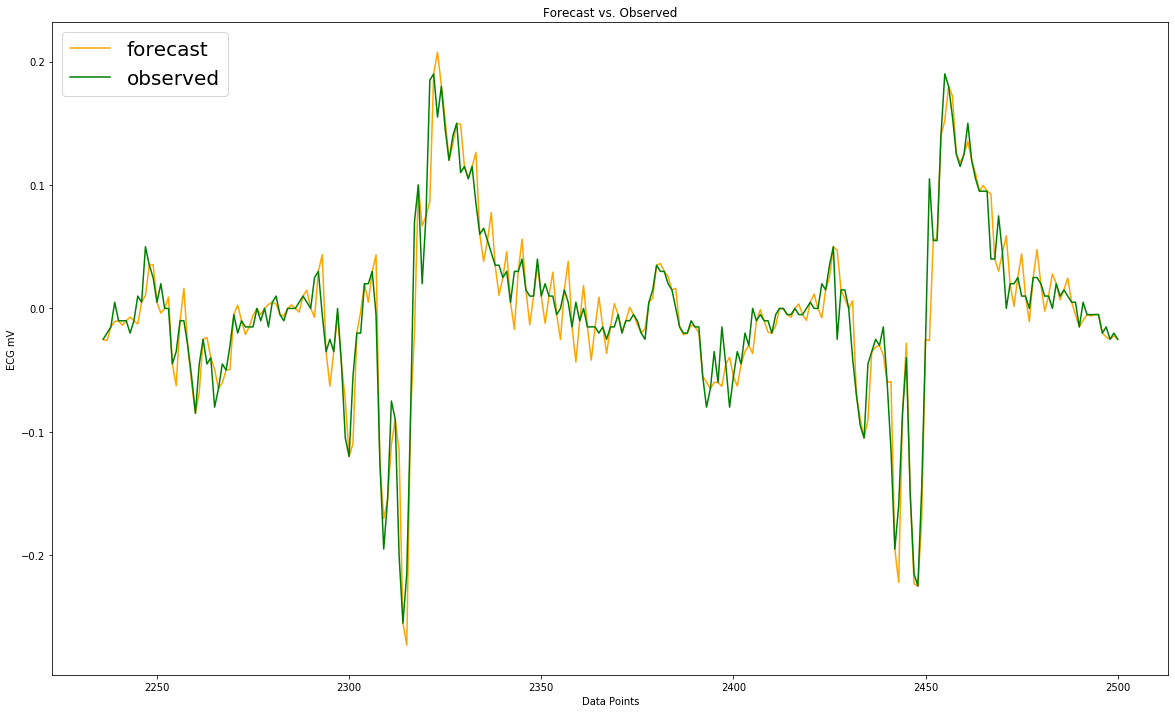 Forecast vs. Observed
forecast
observed
0.2
0.1
0.0
−0.1
−0.2
ECG mV
2250
2300
2350
2400
2450
2500
Data Points